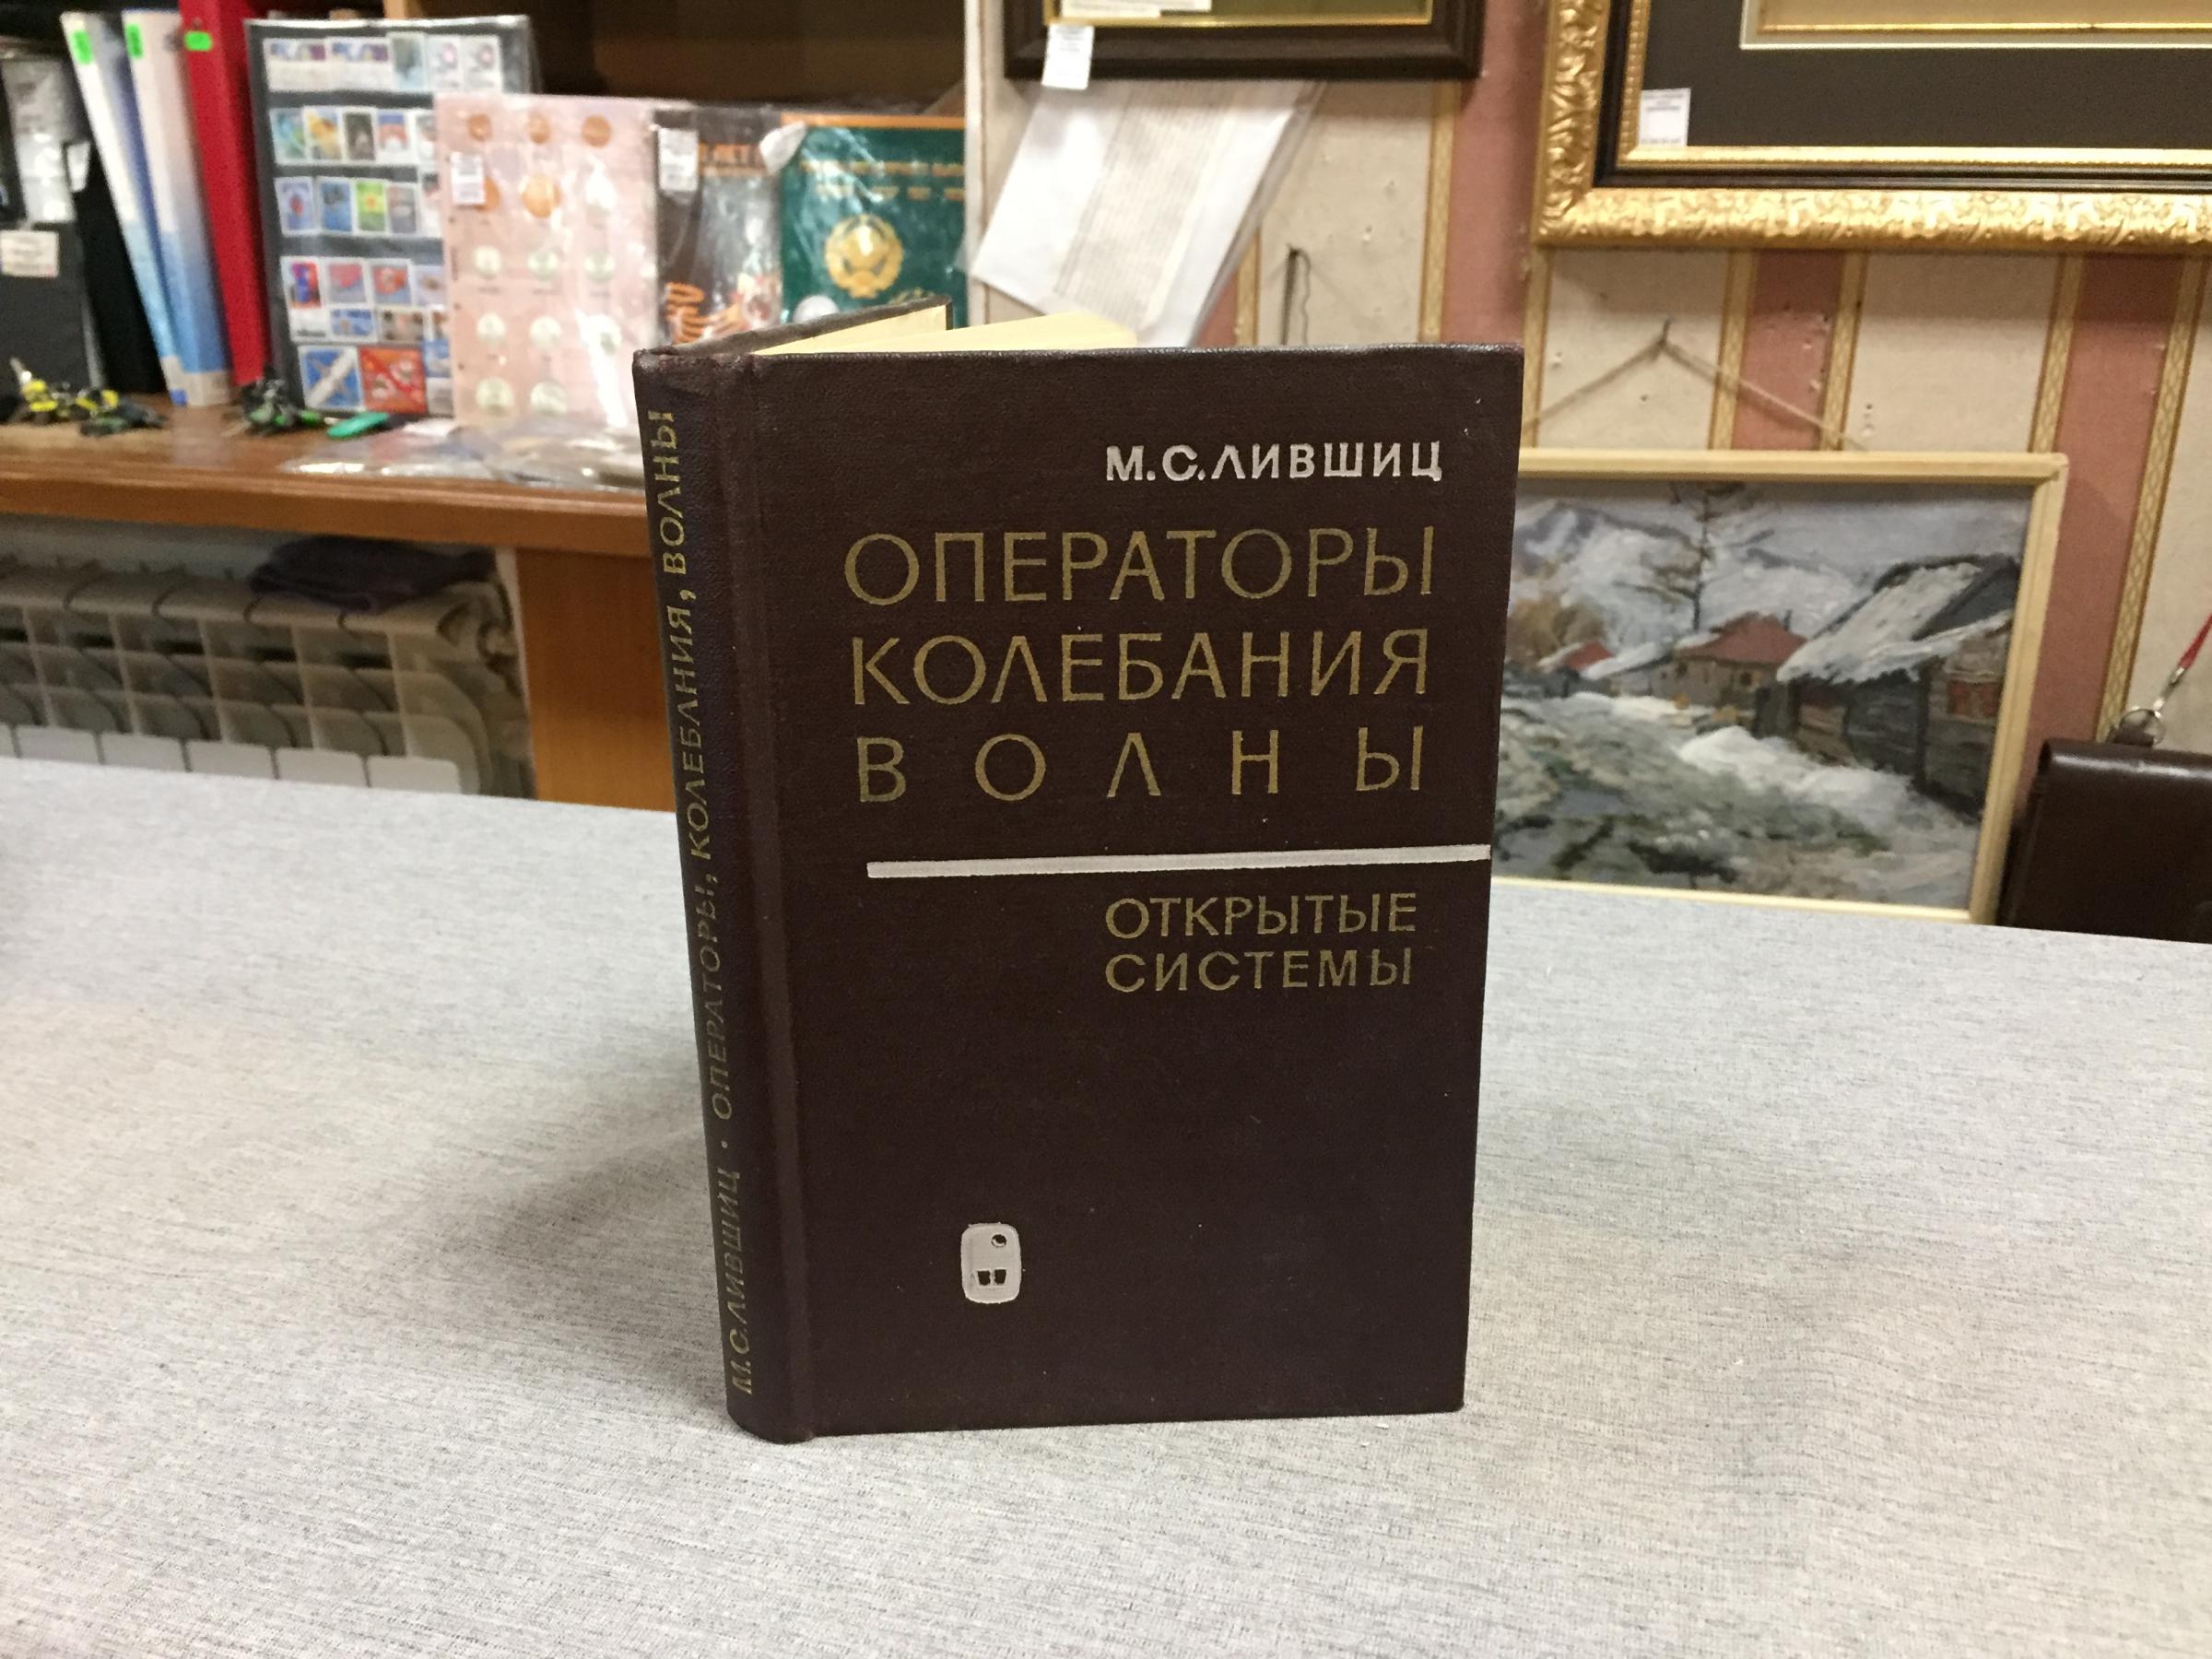 М.С.ЛИВШИЦ
ОПЕРАТОРЫ
КОЛЕБАНИЯ
ВОЛНЫ
ОТКРЫТЫЕ
СИСТЕМЫ
М.С.ЛИВШИЦ · ОПЕРАТОРЫ, КОЛЕБАНИЯ, ВОЛНЫ